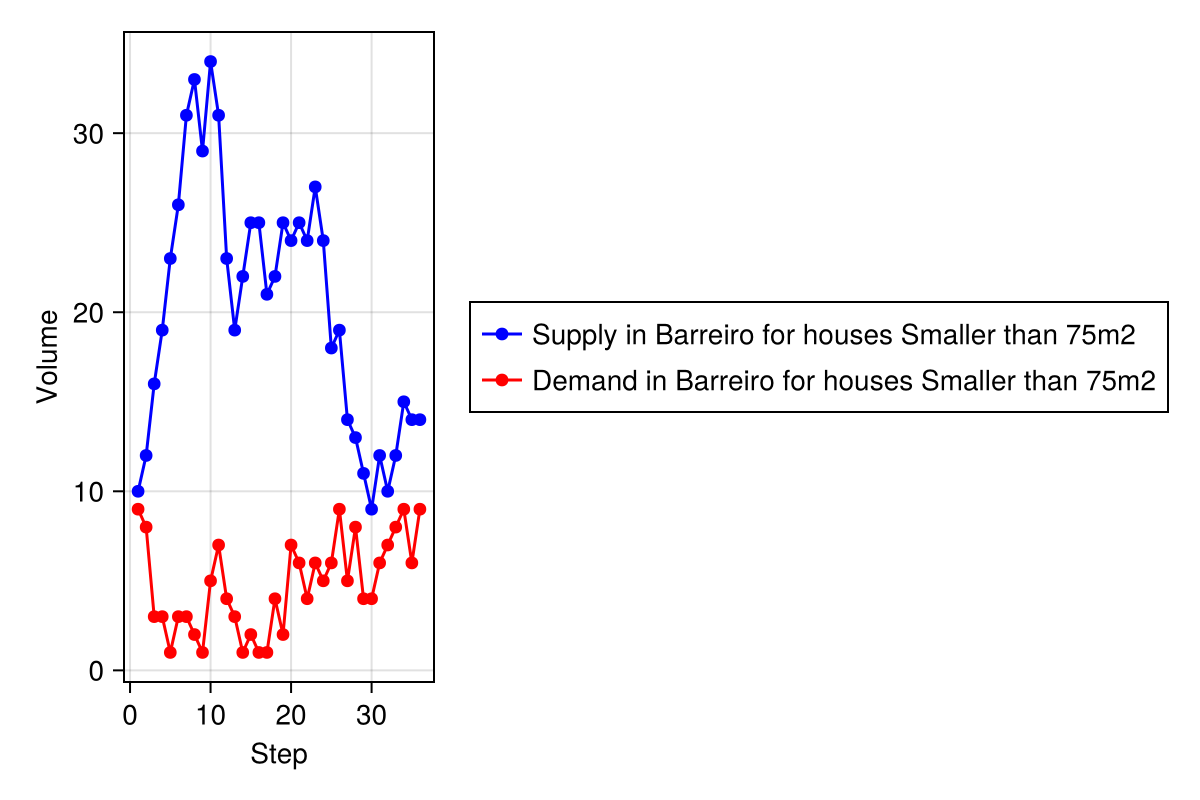 30
20
10
0
Volume
0 10 20 30
Step
Supply in Barreiro for houses Smaller than 75m2
Demand in Barreiro for houses Smaller than 75m2